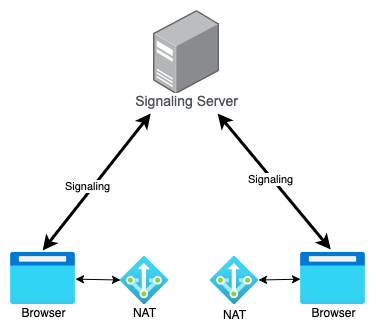 Signaling Server
Signaling
Signaling
Browser
NAT
NAT
Browser